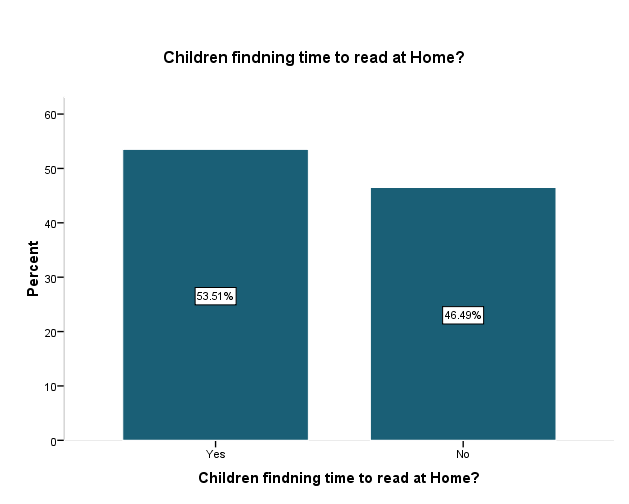 Children findning time to read at Home?
60
50
40
30
20
10
0
Percent
53.51%
46.49%
Yes
No
Children findning time to read at Home?